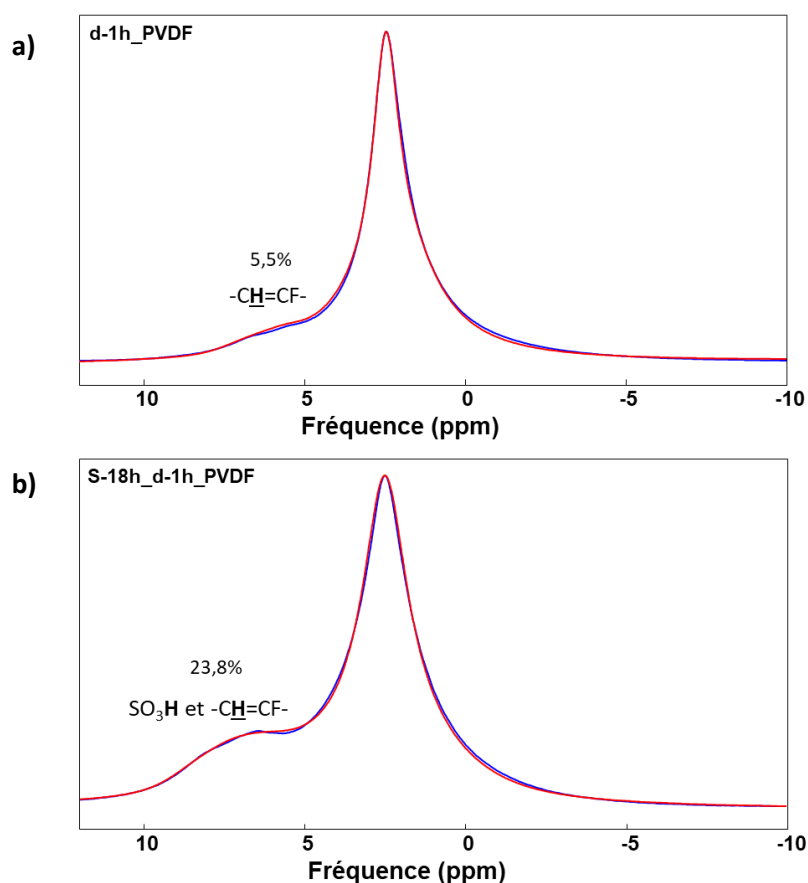 a)
d-1h_PVDF
5,5%
-CH=CF-
10 5 0 -5 -10
Fréquence (ppm)
b)
S-18h_d-1h_PVDF
23,8%
SO₃H et -CH=CF-
10 5 0 -5 -10
Fréquence (ppm)